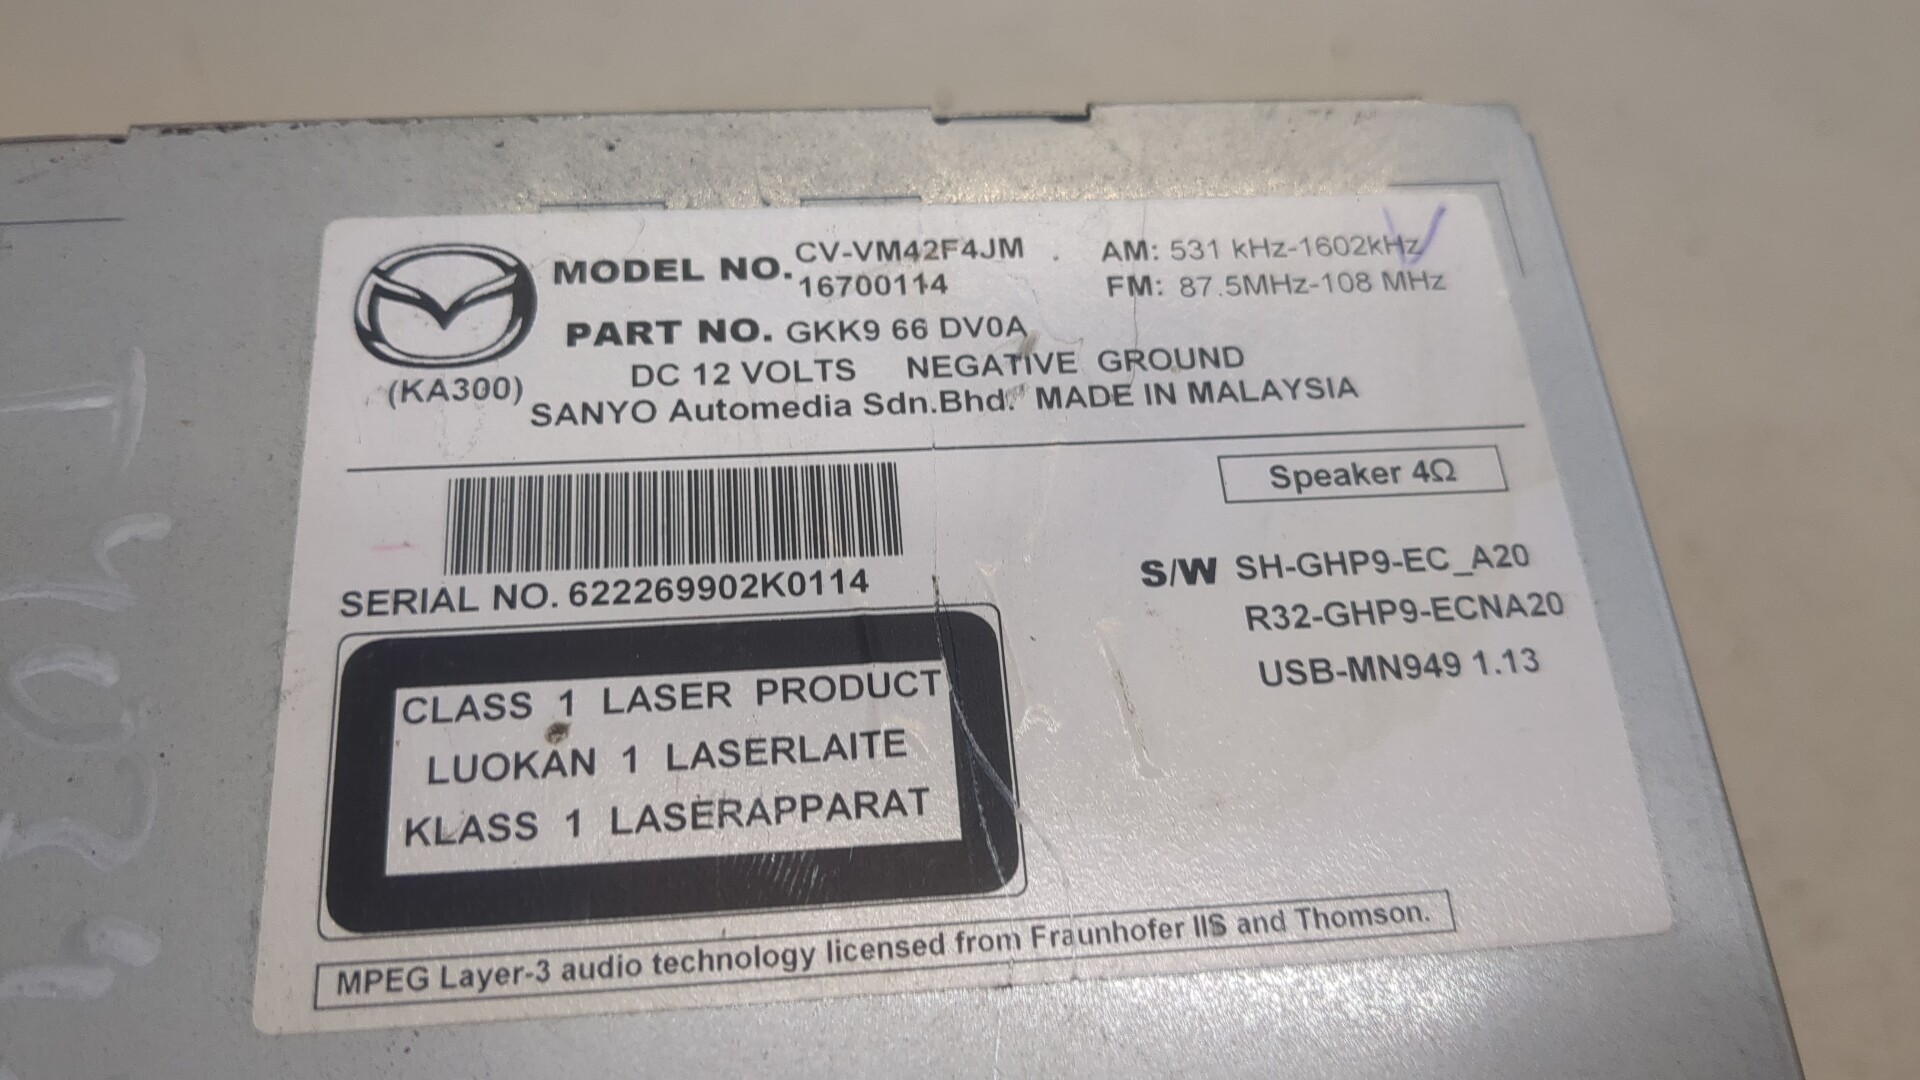 MODEL NO. CV-VM42F4JM
16700114
AM: 531 kHz-1602kHz
FM: 87.5MHz-108 MHz
PART NO. GKK9 66 DV0A
DC 12 VOLTS NEGATIVE GROUND
(KA300)
SANYO Automedia Sdn.Bhd. MADE IN MALAYSIA
Speaker 4Ω
SERIAL NO. 622269902K0114
S/W SH-GHP9-EC_A20
R32-GHP9-ECNA20
USB-MN949 1.13
CLASS 1 LASER PRODUCT
LUOKAN 1 LASERLAITE
KLASS 1 LASERAPPARAT
MPEG Layer-3 audio technology licensed from Fraunhofer IIS and Thomson.